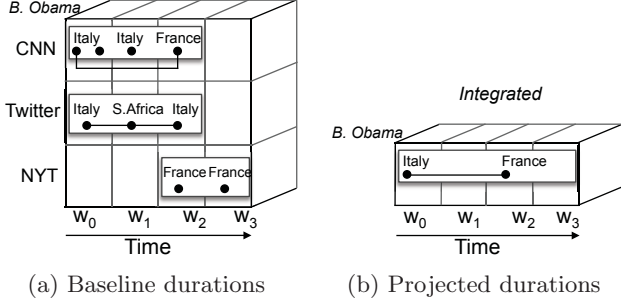 B. Obama
CNN
Italy Italy France
Twitter
Italy S.Africa Italy
NYT
France France
w0 w1 w2 w3
Time
(a) Baseline durations
Integrated
B. Obama
Italy France
w0 w1 w2 w3
Time
(b) Projected durations